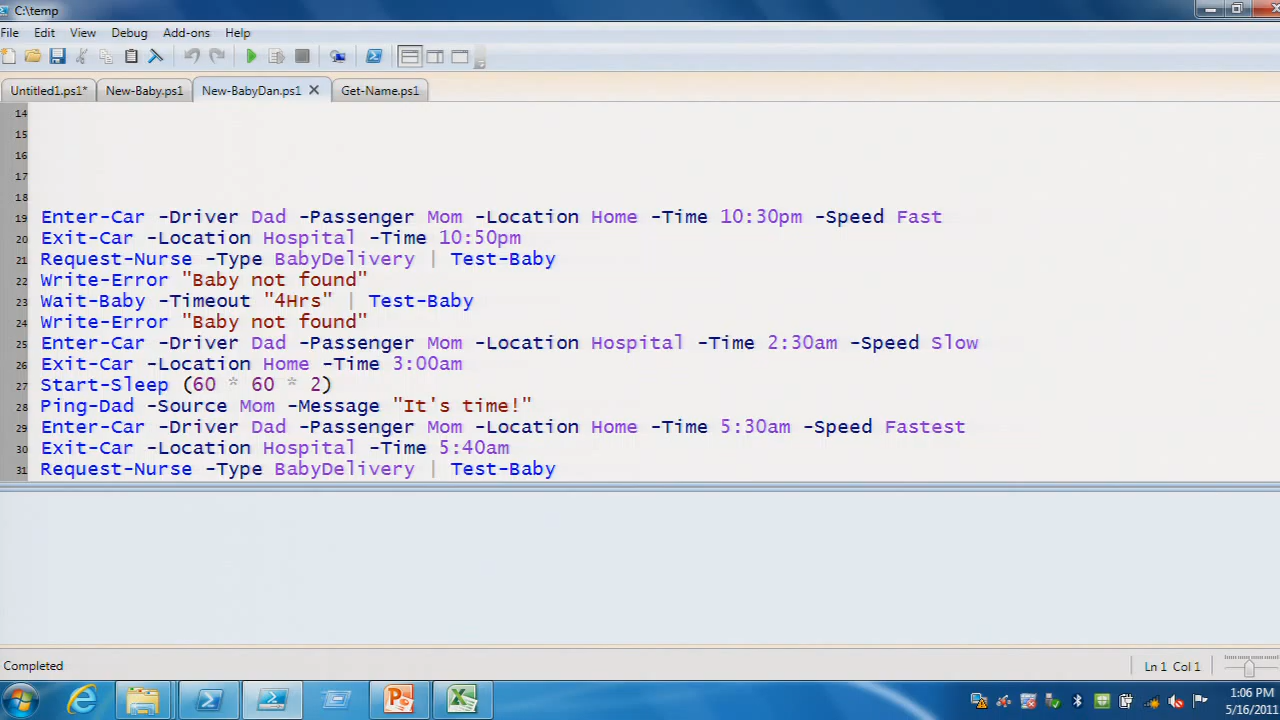 C:\temp
File Edit View Debug Add-ons Help
Untitled1.ps1* New-Baby.ps1 New-BabyDan.ps1 Get-Name.ps1
14
15
16
17
18
19 Enter-Car -Driver Dad -Passenger Mom -Location Home -Time 10:30pm -Speed Fast
20 Exit-Car -Location Hospital -Time 10:50pm
21 Request-Nurse -Type BabyDelivery | Test-Baby
22 Write-Error "Baby not found"
23 Wait-Baby -Timeout "4Hrs" | Test-Baby
24 Write-Error "Baby not found"
25 Enter-Car -Driver Dad -Passenger Mom -Location Hospital -Time 2:30am -Speed Slow
26 Exit-Car -Location Home -Time 3:00am
27 Start-Sleep (60 * 60 * 2)
28 Ping-Dad -Source Mom -Message "It's time!"
29 Enter-Car -Driver Dad -Passenger Mom -Location Home -Time 5:30am -Speed Fastest
30 Exit-Car -Location Hospital -Time 5:40am
31 Request-Nurse -Type BabyDelivery | Test-Baby
Completed Ln 1 Col 1
1:06 PM
5/16/2011